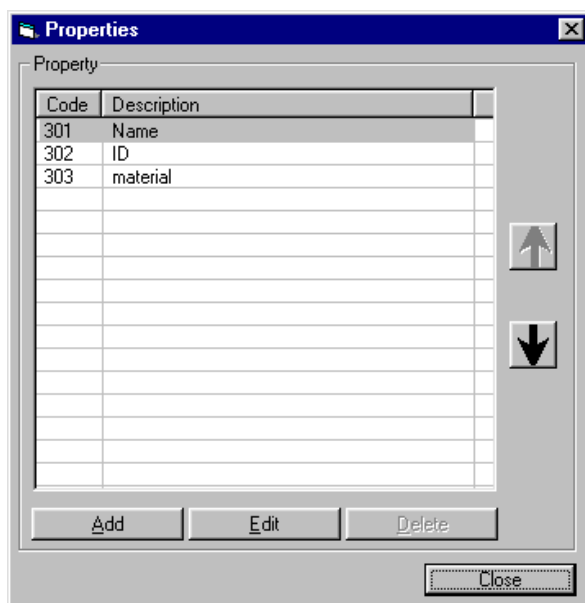 Properties
Property
Code Description
301 Name
302 ID
303 material
Add Edit Delete
Close